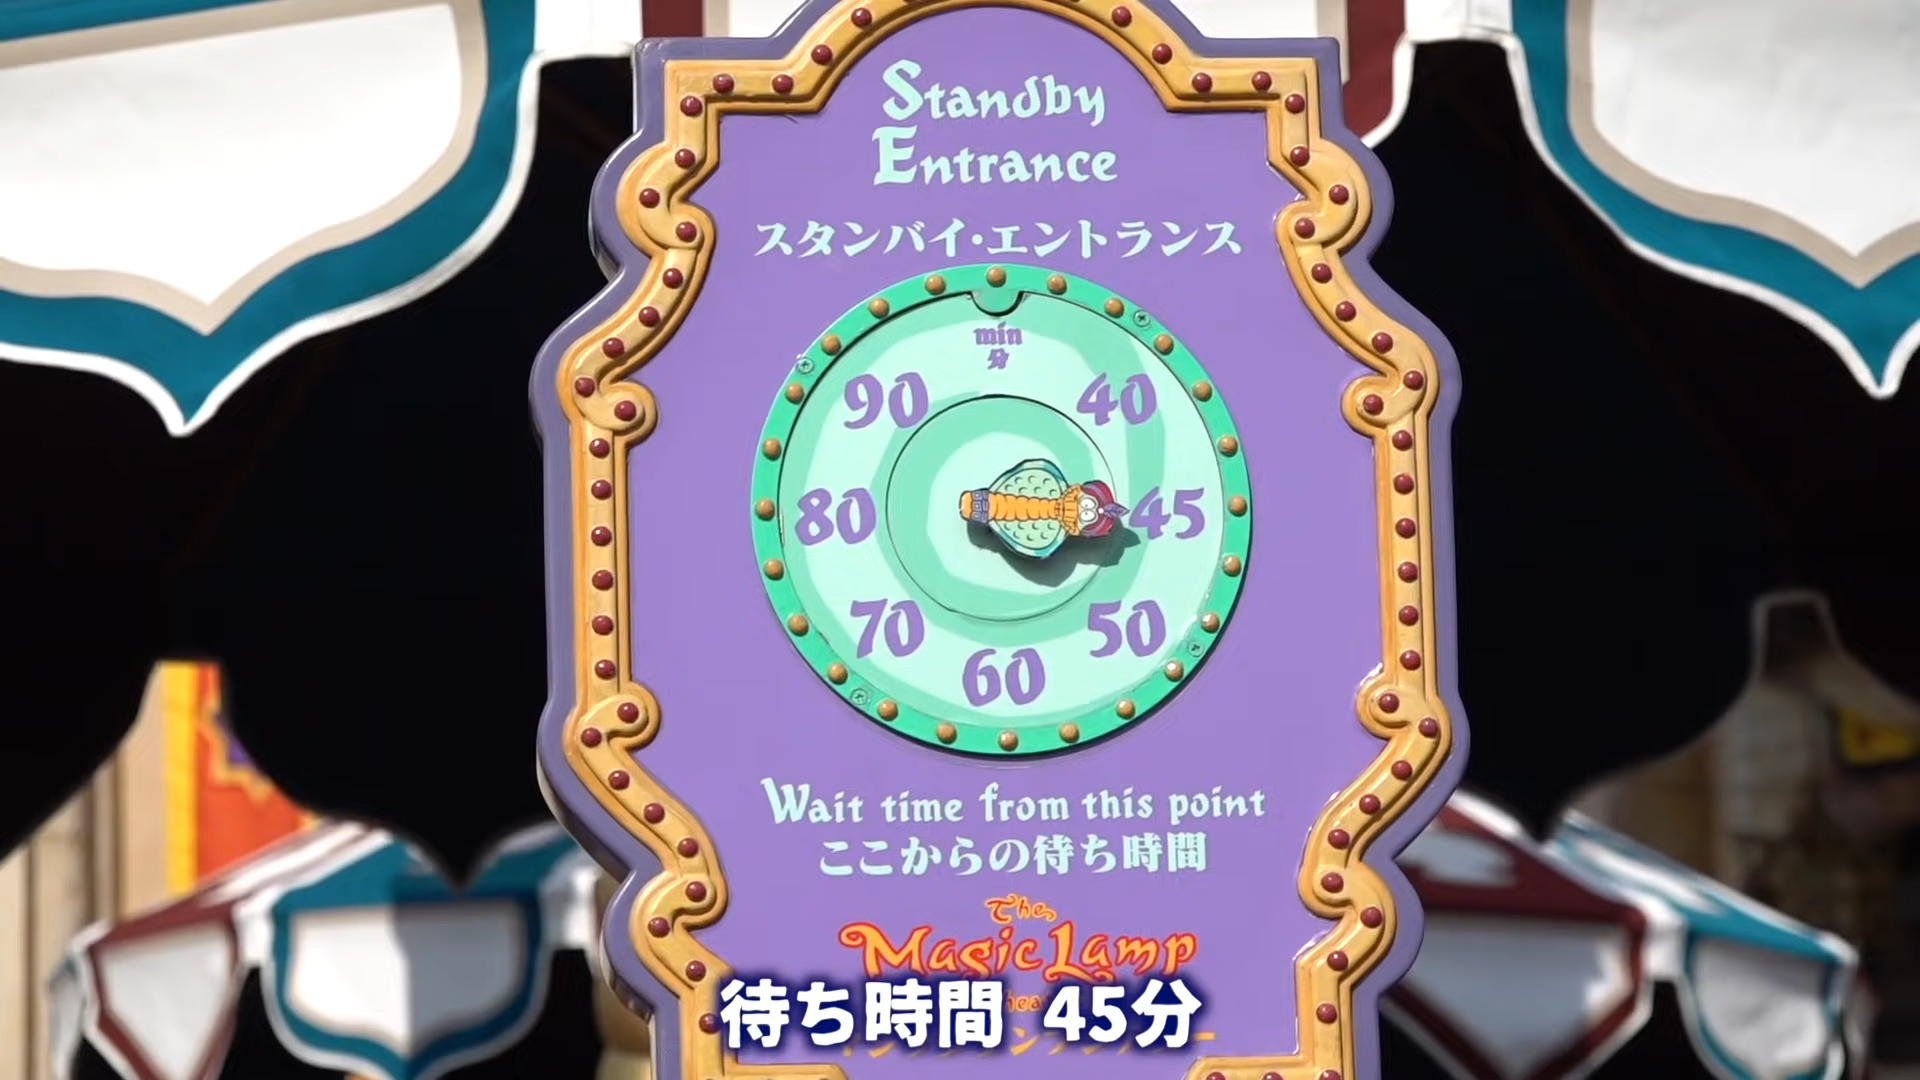 Standby
Entrance
スタンバイ・エントランス
min
分
90 40
80 45
70 50
60
Wait time from this point
ここからの待ち時間
The
Magic Lamp
待ち時間 45分